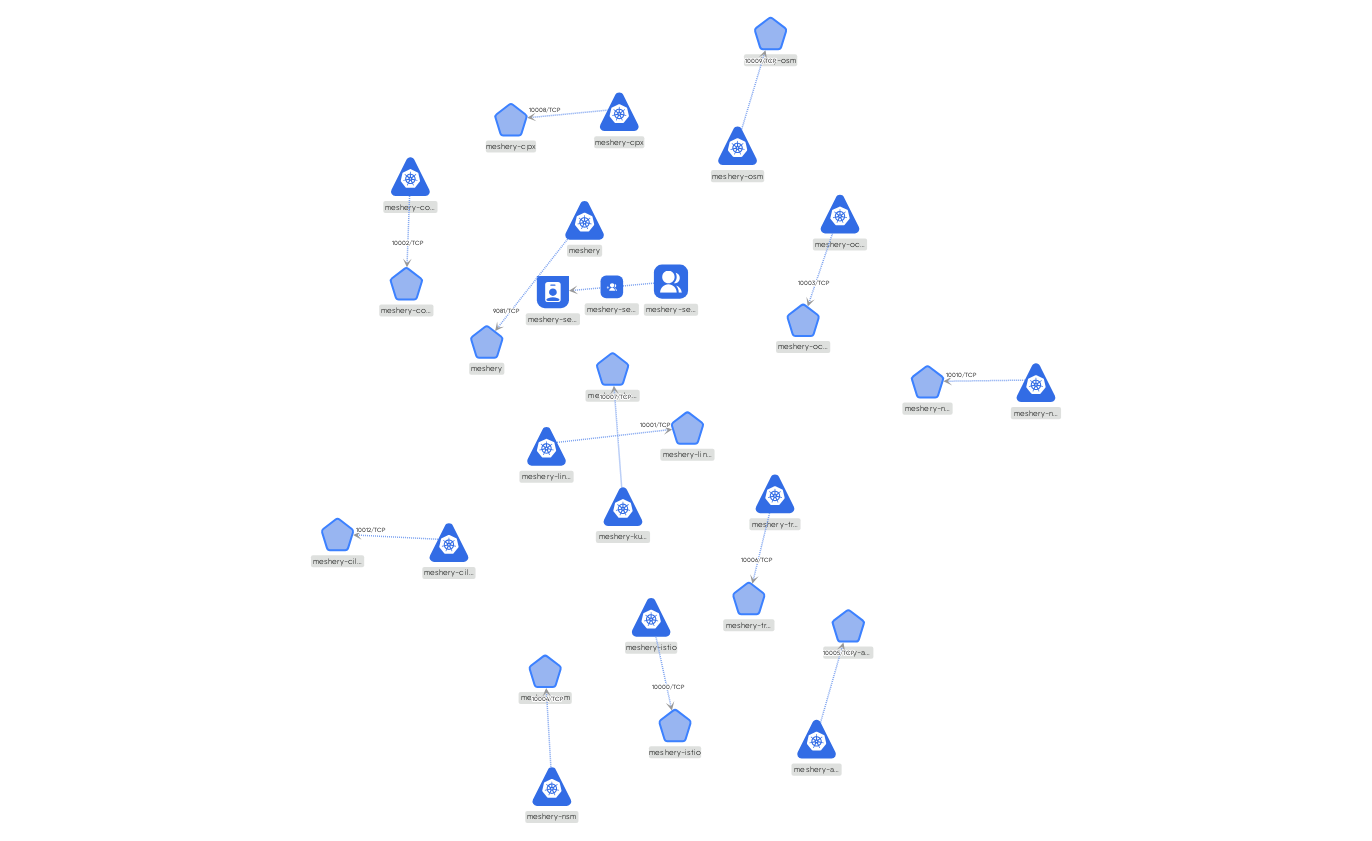 10009/TCP
meshery-cpx
10008/TCP
meshery-cpx
meshery-osm
meshery-co...
10002/TCP
meshery-co...
meshery
9081/TCP
meshery
meshery-se...
meshery-se...
meshery-se...
meshery-oc...
10003/TCP
meshery-oc...
10007/TCP
10001/TCP
meshery-lin...
meshery-lin...
10010/TCP
meshery-n...
meshery-n...
meshery-ku...
meshery-tr...
10006/TCP
meshery-tr...
10012/TCP
meshery-cil...
meshery-cil...
meshery-istio
10000/TCP
meshery-istio
10005/TCP
meshery-a...
10004/TCP
meshery-nsm